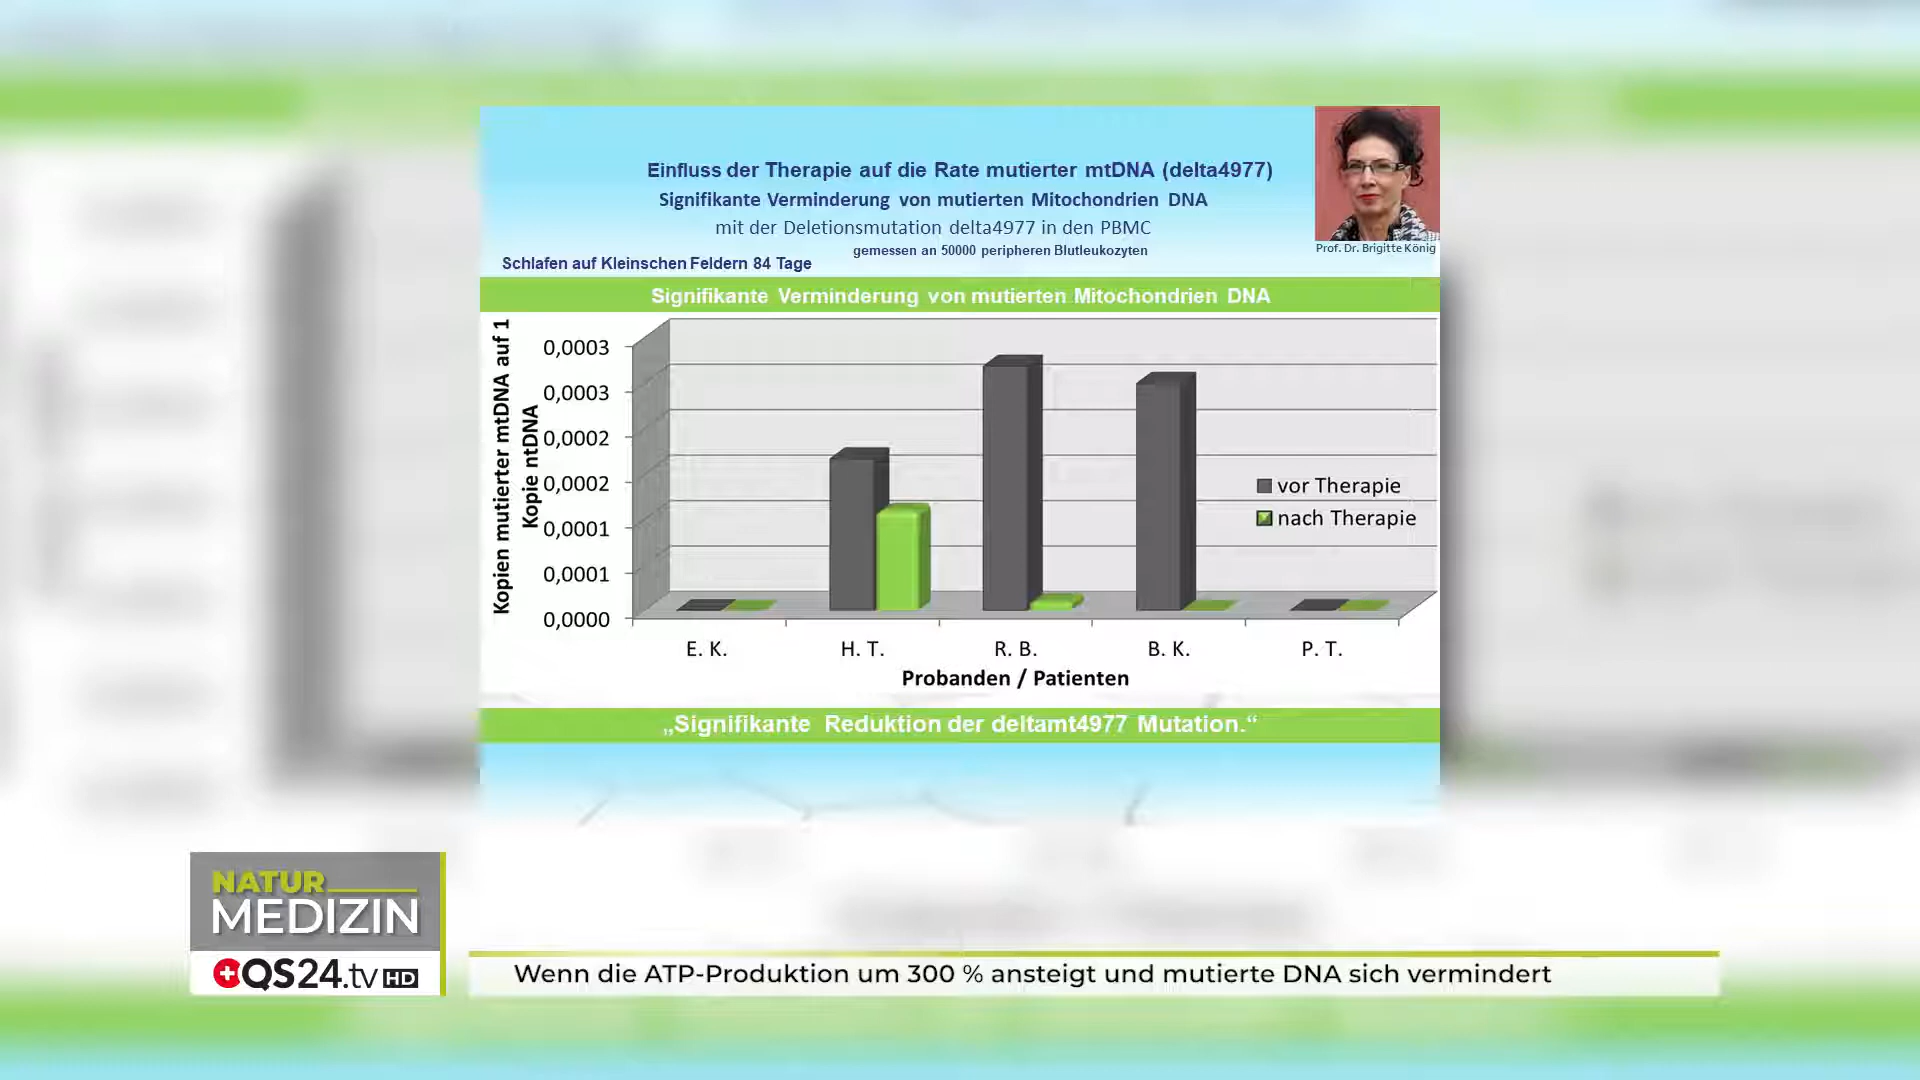 Einfluss der Therapie auf die Rate mutierter mtDNA (delta4977)
Signifikante Verminderung von mutierten Mitochondrien DNA
mit der Deletionsmutation delta4977 in den PBMC
gemessen an 50000 peripheren Blutleukozyten
Schlafen auf Kleinschen Feldern 84 Tage
Prof. Dr. Brigitte König
Signifikante Verminderung von mutierten Mitochondrien DNA
Kopien mutierter mtDNA auf 1
Kopie ntDNA
0,0003
0,0003
0,0002
0,0002
0,0001
0,0001
0,0000
vor Therapie
nach Therapie
E. K.
H. T.
R. B.
B. K.
P. T.
Probanden / Patienten
„Signifikante Reduktion der deltamt4977 Mutation.“
NATUR
MEDIZIN
QS24.tv HD
Wenn die ATP-Produktion um 300 % ansteigt und mutierte DNA sich vermindert